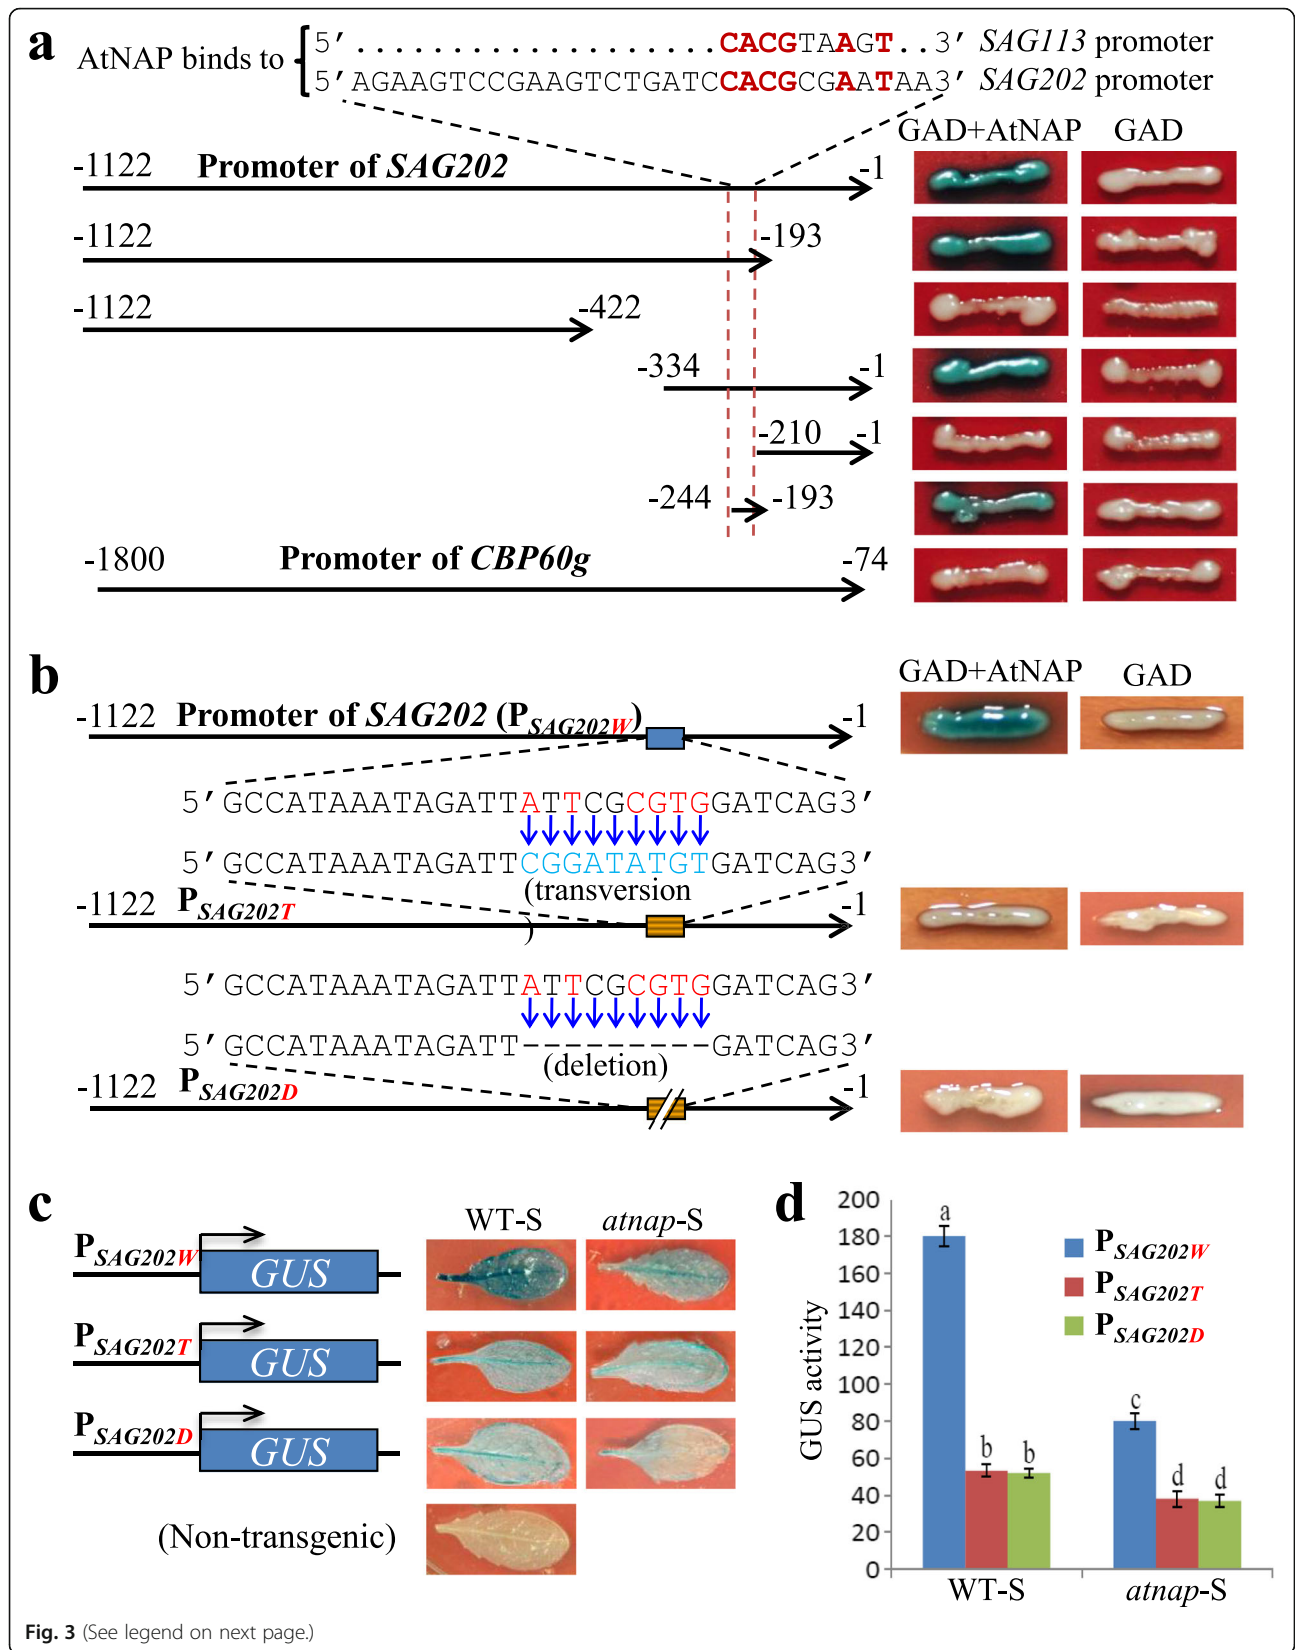 a
AtNAP binds to
5′ ..................CACGTAAGT..3′ SAG113 promoter
5′AGAAGTCCGAAGTCTGATCCACGCGAATAA3′ SAG202 promoter
GAD+AtNAP GAD
-1122 Promoter of SAG202 -1
-1122 -193
-1122 -422
-334 -1
-210 -1
-244 -193
-1800 Promoter of CBP60g -74
b
GAD+AtNAP GAD
-1122 Promoter of SAG202 (PSAG202W) -1
5′GCCATAAATAGATTATTCGCGTGGATCAG3′
5′GCCATAAATAGATTCGGATATGTGATCAG3′
(transversion
)
-1122 PSAG202T -1
5′GCCATAAATAGATTATTCGCGTGGATCAG3′
5′GCCATAAATAGATT---------GATCAG3′
(deletion)
-1122 PSAG202D -1
c
WT-S atnap-S
PSAG202W GUS
PSAG202T GUS
PSAG202D GUS
(Non-transgenic)
d
GUS activity
200
180
160
140
120
100
80
60
40
20
0
a
b
b
c
d
d
PSAG202W
PSAG202T
PSAG202D
WT-S atnap-S
Fig. 3 (See legend on next page.)